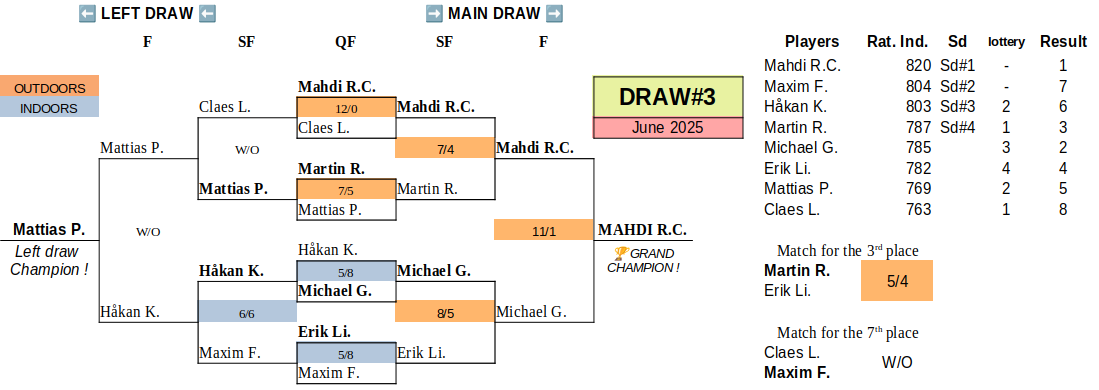 ⬅ LEFT DRAW ⬅ ➡ MAIN DRAW ➡
F SF QF SF F
Players Rat. Ind. Sd lottery Result
Mahdi R.C. 820 Sd#1 - 1
Maxim F. 804 Sd#2 - 7
Håkan K. 803 Sd#3 2 6
Martin R. 787 Sd#4 1 3
Michael G. 785 3 2
Erik Li. 782 4 4
Mattias P. 769 2 5
Claes L. 763 1 8
OUTDOORS
INDOORS
DRAW#3
June 2025
Mahdi R.C.
Claes L. 12/0 Mahdi R.C.
Claes L.
Mattias P. W/O 7/4 Mahdi R.C.
Martin R.
Mattias P. 7/5 Martin R.
Mattias P.
Mattias P. W/O 11/1 MAHDI R.C.
Left draw
Champion !
🏆GRAND
CHAMPION !
Håkan K.
Håkan K. 5/8 Michael G.
Michael G.
Håkan K. 6/6 8/5 Michael G.
Erik Li.
Maxim F. 5/8 Erik Li.
Maxim F.
Match for the 3rd place
Martin R.
5/4
Erik Li.
Match for the 7th place
Claes L.
W/O
Maxim F.